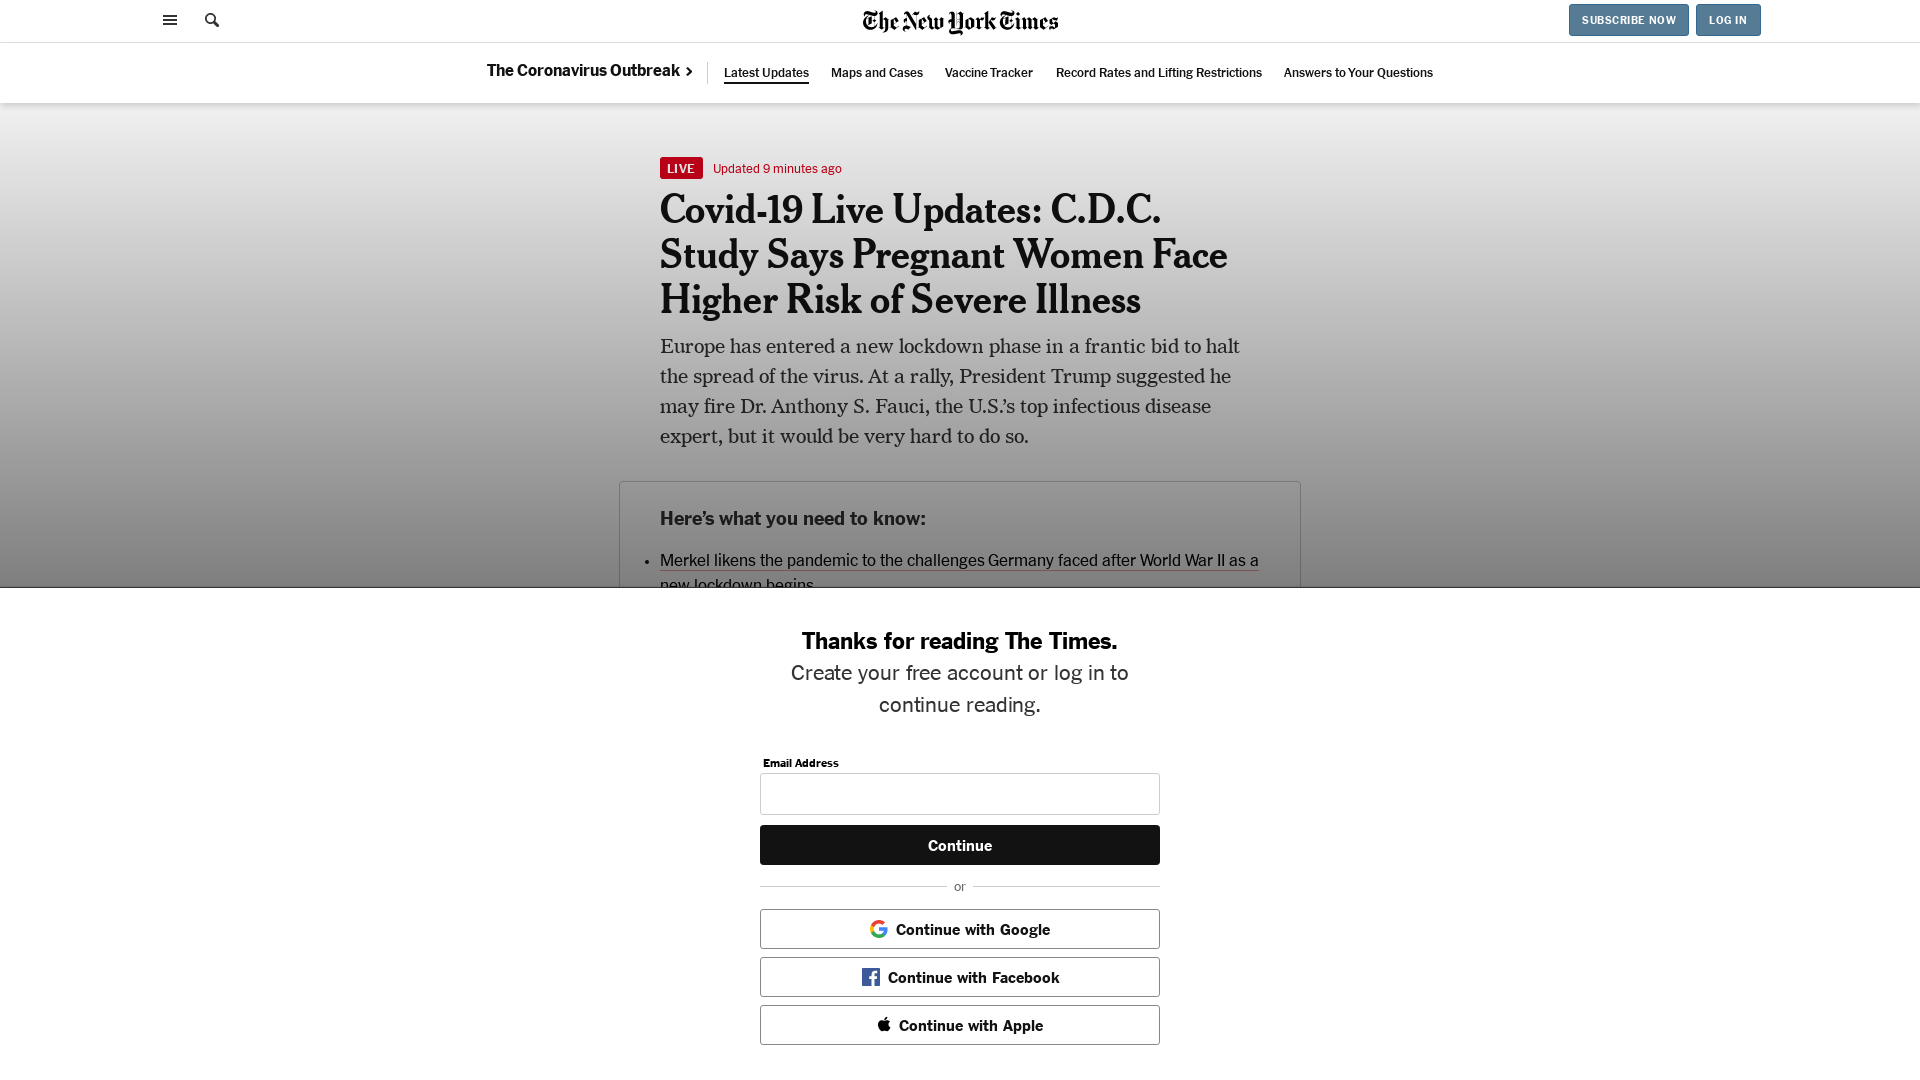 The New York Times
SUBSCRIBE NOW
LOG IN
The Coronavirus Outbreak
Latest Updates
Maps and Cases
Vaccine Tracker
Record Rates and Lifting Restrictions
Answers to Your Questions
LIVE
Updated 9 minutes ago
Covid-19 Live Updates: C.D.C.
Study Says Pregnant Women Face
Higher Risk of Severe Illness
Europe has entered a new lockdown phase in a frantic bid to halt
the spread of the virus. At a rally, President Trump suggested he
may fire Dr. Anthony S. Fauci, the U.S.’s top infectious disease
expert, but it would be very hard to do so.
Here’s what you need to know:
• Merkel likens the pandemic to the challenges Germany faced after World War II as a
new lockdown begins.
Thanks for reading The Times.
Create your free account or log in to
continue reading.
Email Address
Continue
or
Continue with Google
Continue with Facebook
Continue with Apple